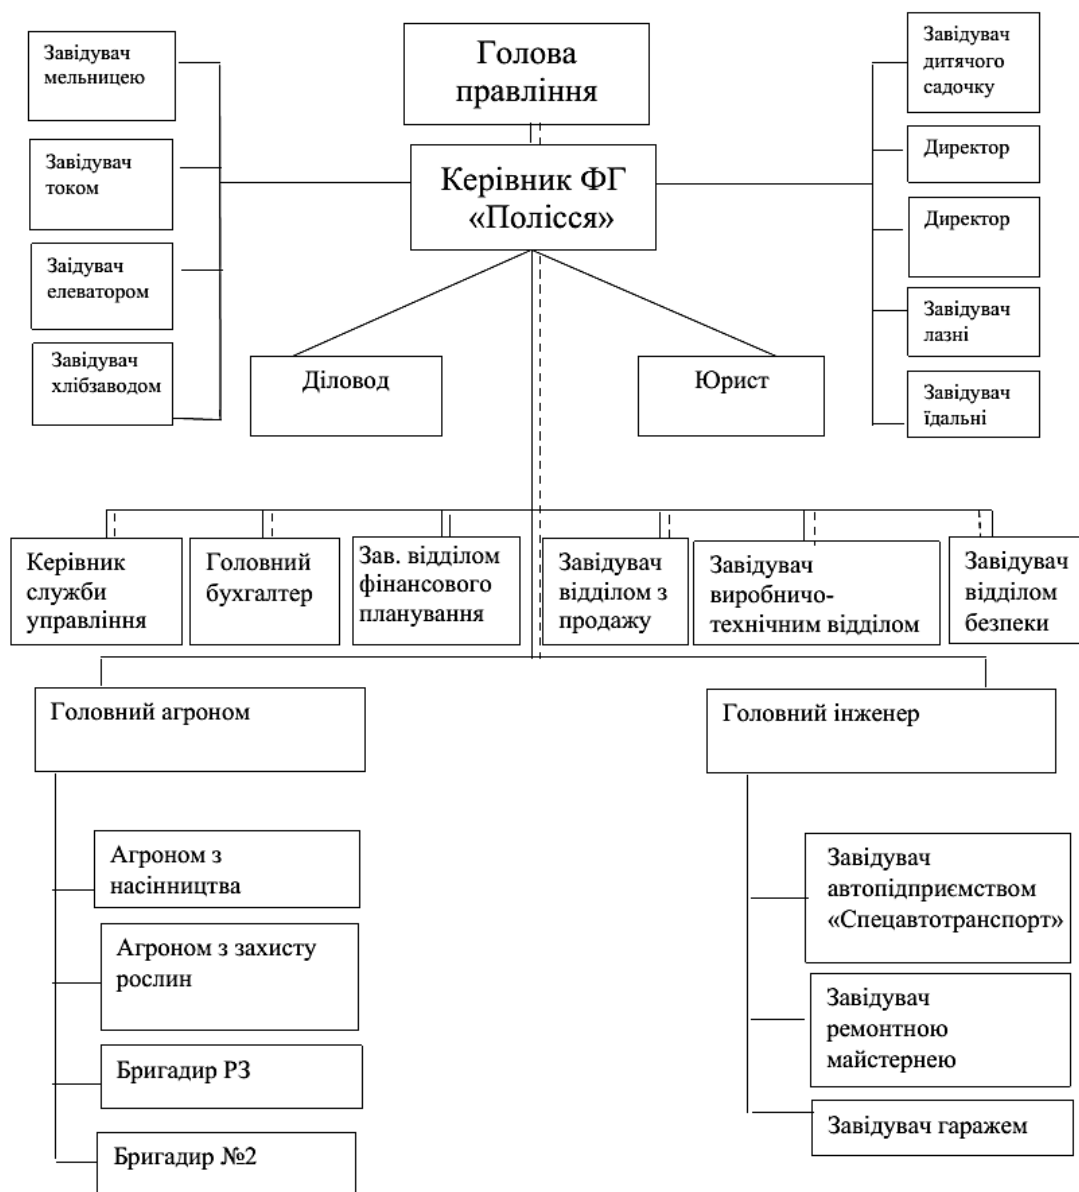 Голова
правління
Керівник ФГ
«Полісся»
Завідувач
мельницею
Завідувач
током
Заідувач
елеватором
Завідувач
хлібзаводом
Завідувач
дитячого
садочку
Директор
Директор
Завідувач
лазні
Завідувач
їдальні
Діловод
Юрист
Керівник
служби
управління
Головний
бухгалтер
Зав. відділом
фінансового
планування
Завідувач
відділом з
продажу
Завідувач
виробничо-
технічним відділом
Завідувач
відділом
безпеки
Головний агроном
Головний інженер
Агроном з
насінництва
Агроном з захисту
рослин
Бригадир РЗ
Бригадир №2
Завідувач
автопідприємством
«Спецавтотранспорт»
Завідувач
ремонтною
майстернею
Завідувач гаражем